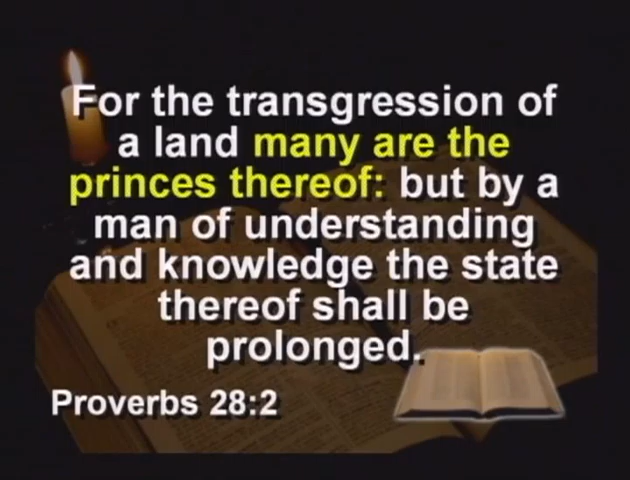 For the transgression of
a land many are the
princes thereof: but by a
man of understanding
and knowledge the state
thereof shall be
prolonged.
Proverbs 28:2